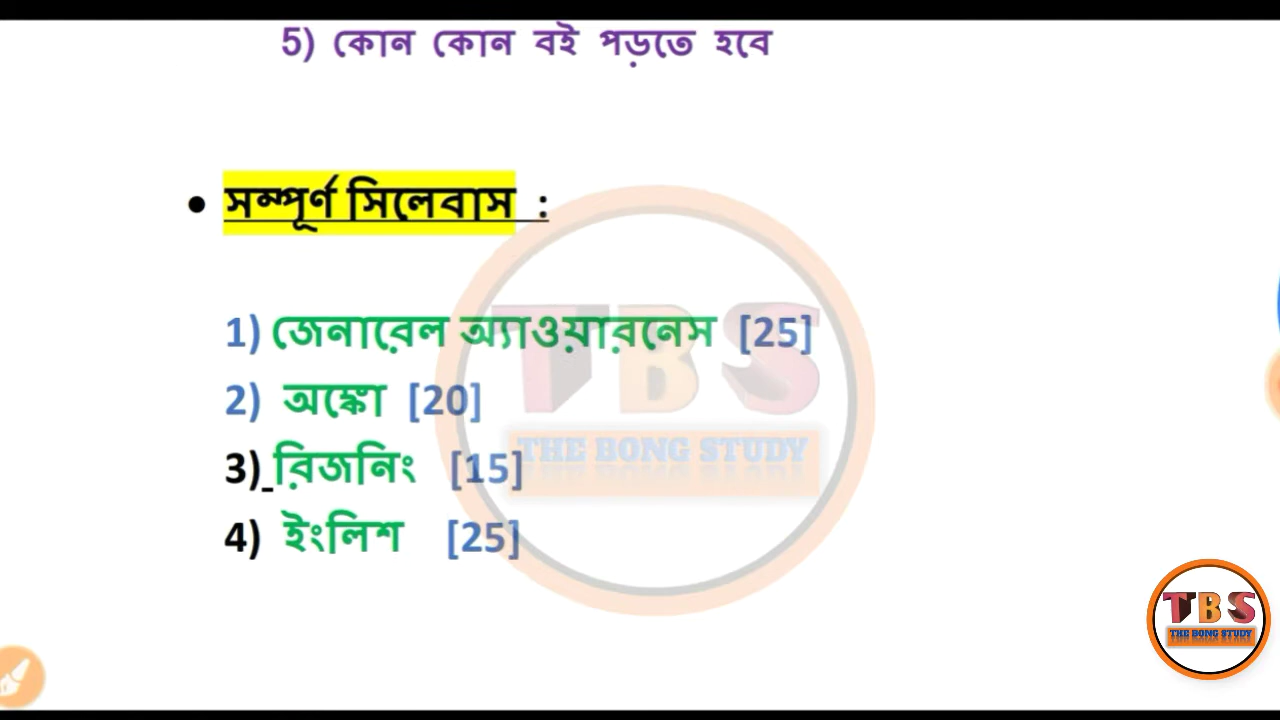 5) কোন কোন বই পড়তে হবে
• সম্পূর্ণ সিলেবাস :
1) জেনারেল অ্যাওয়ারনেস [25]
2) অঙ্কো [20]
3) রিজনিং [15]
4) ইংলিশ [25]
TBS
THE BONG STUDY
TBS
THE BONG STUDY